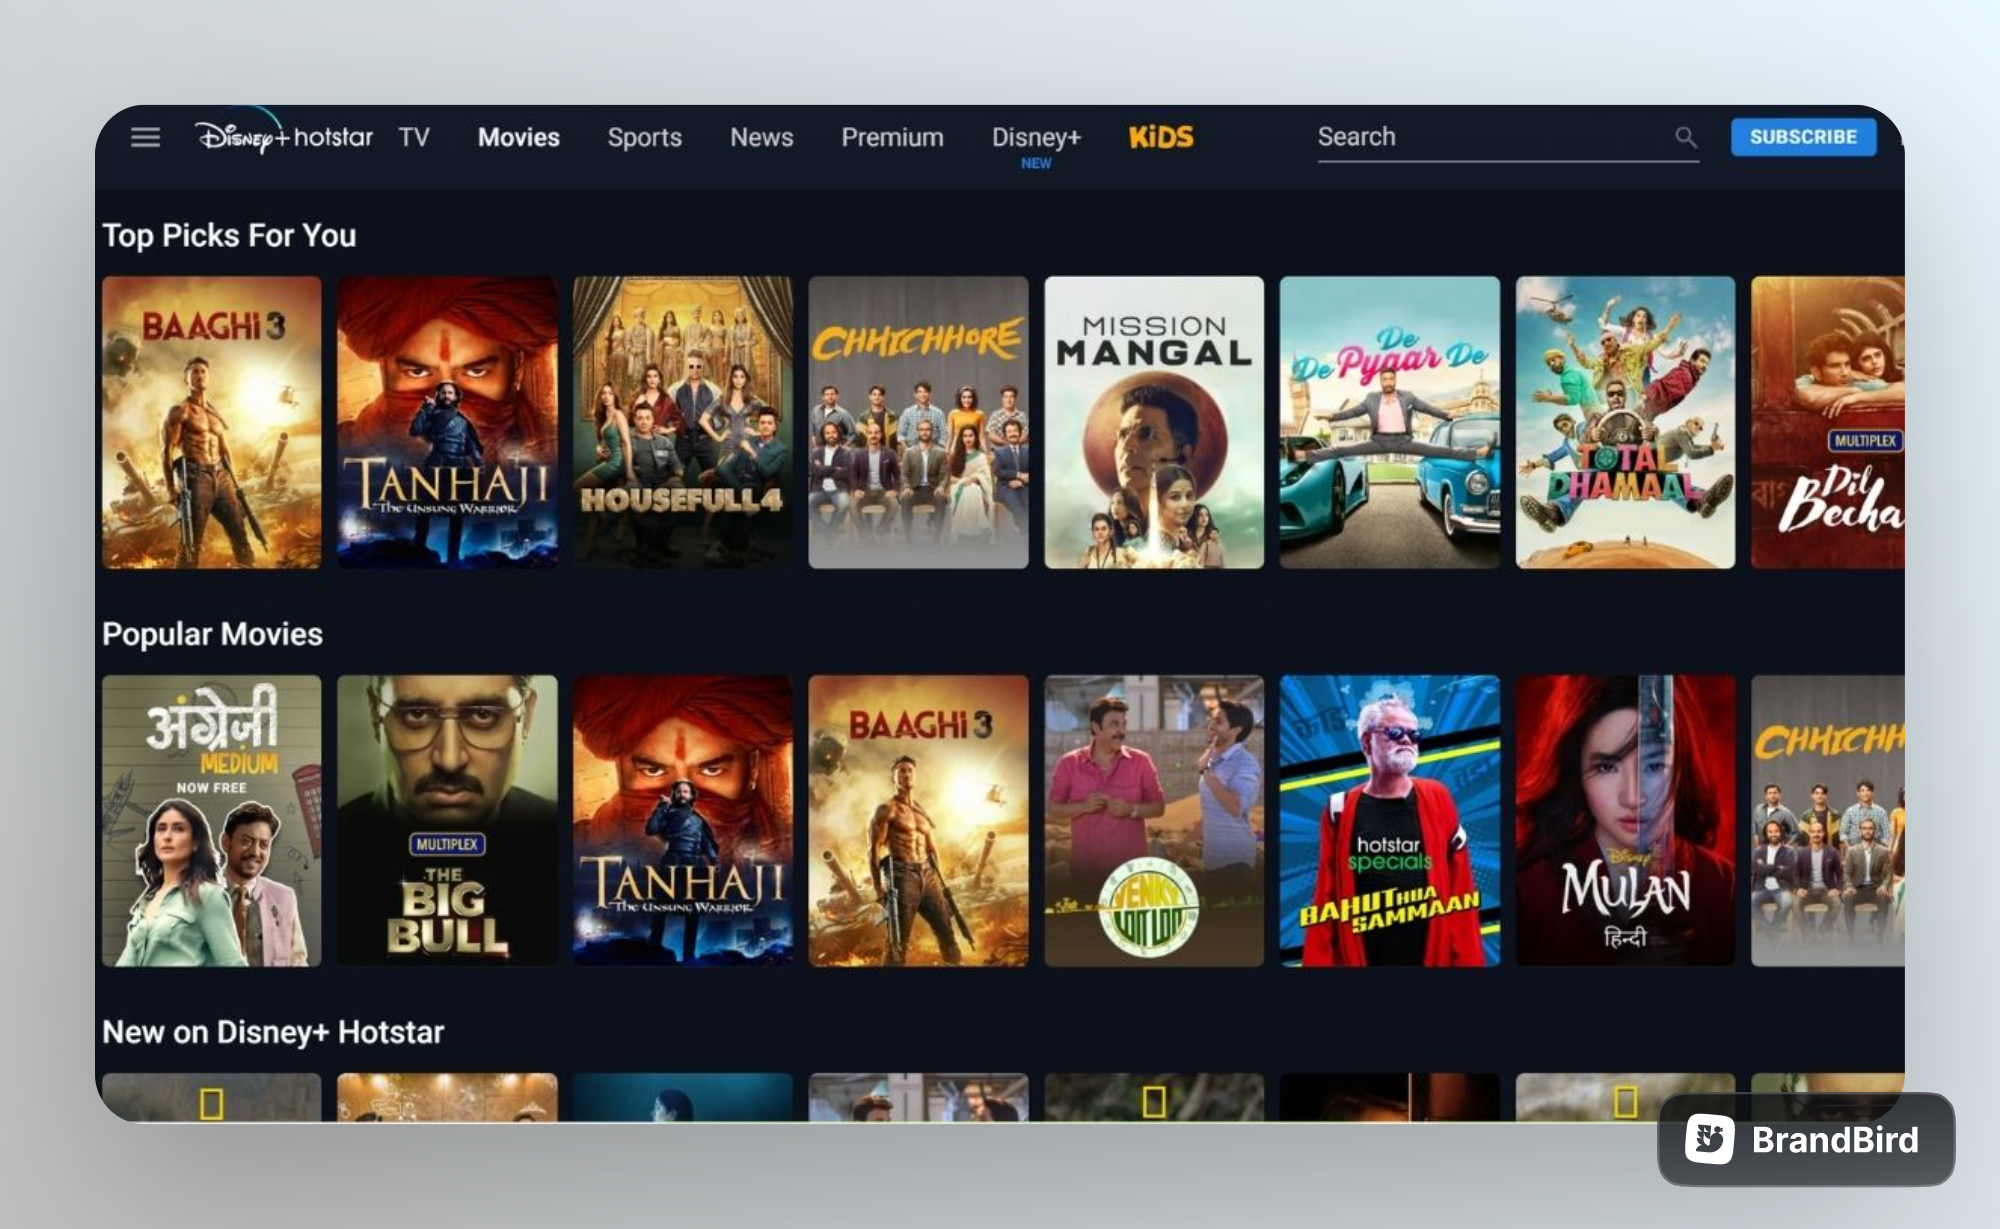 Disney+ hotstar TV Movies Sports News Premium Disney+ KiDS Search SUBSCRIBE
NEW
Top Picks For You
BAAGHI 3
TANHAJI
THE UNSUNG WARRIOR
HOUSEFULL 4
CHHICHHORE
MISSION
MANGAL
De
De Pyaar De
TOTAL
DHAMAAL
MULTIPLEX
Dil
Becha
Popular Movies
अंग्रेज़ी
MEDIUM
NOW FREE
MULTIPLEX
THE
BIG
BULL
TANHAJI
THE UNSUNG WARRIOR
BAAGHI 3
VENKY
hotstar
specials
BAHUT HUA
SAMMAAN
Disney
MULAN
हिन्दी
CHHICHH
New on Disney+ Hotstar
BrandBird